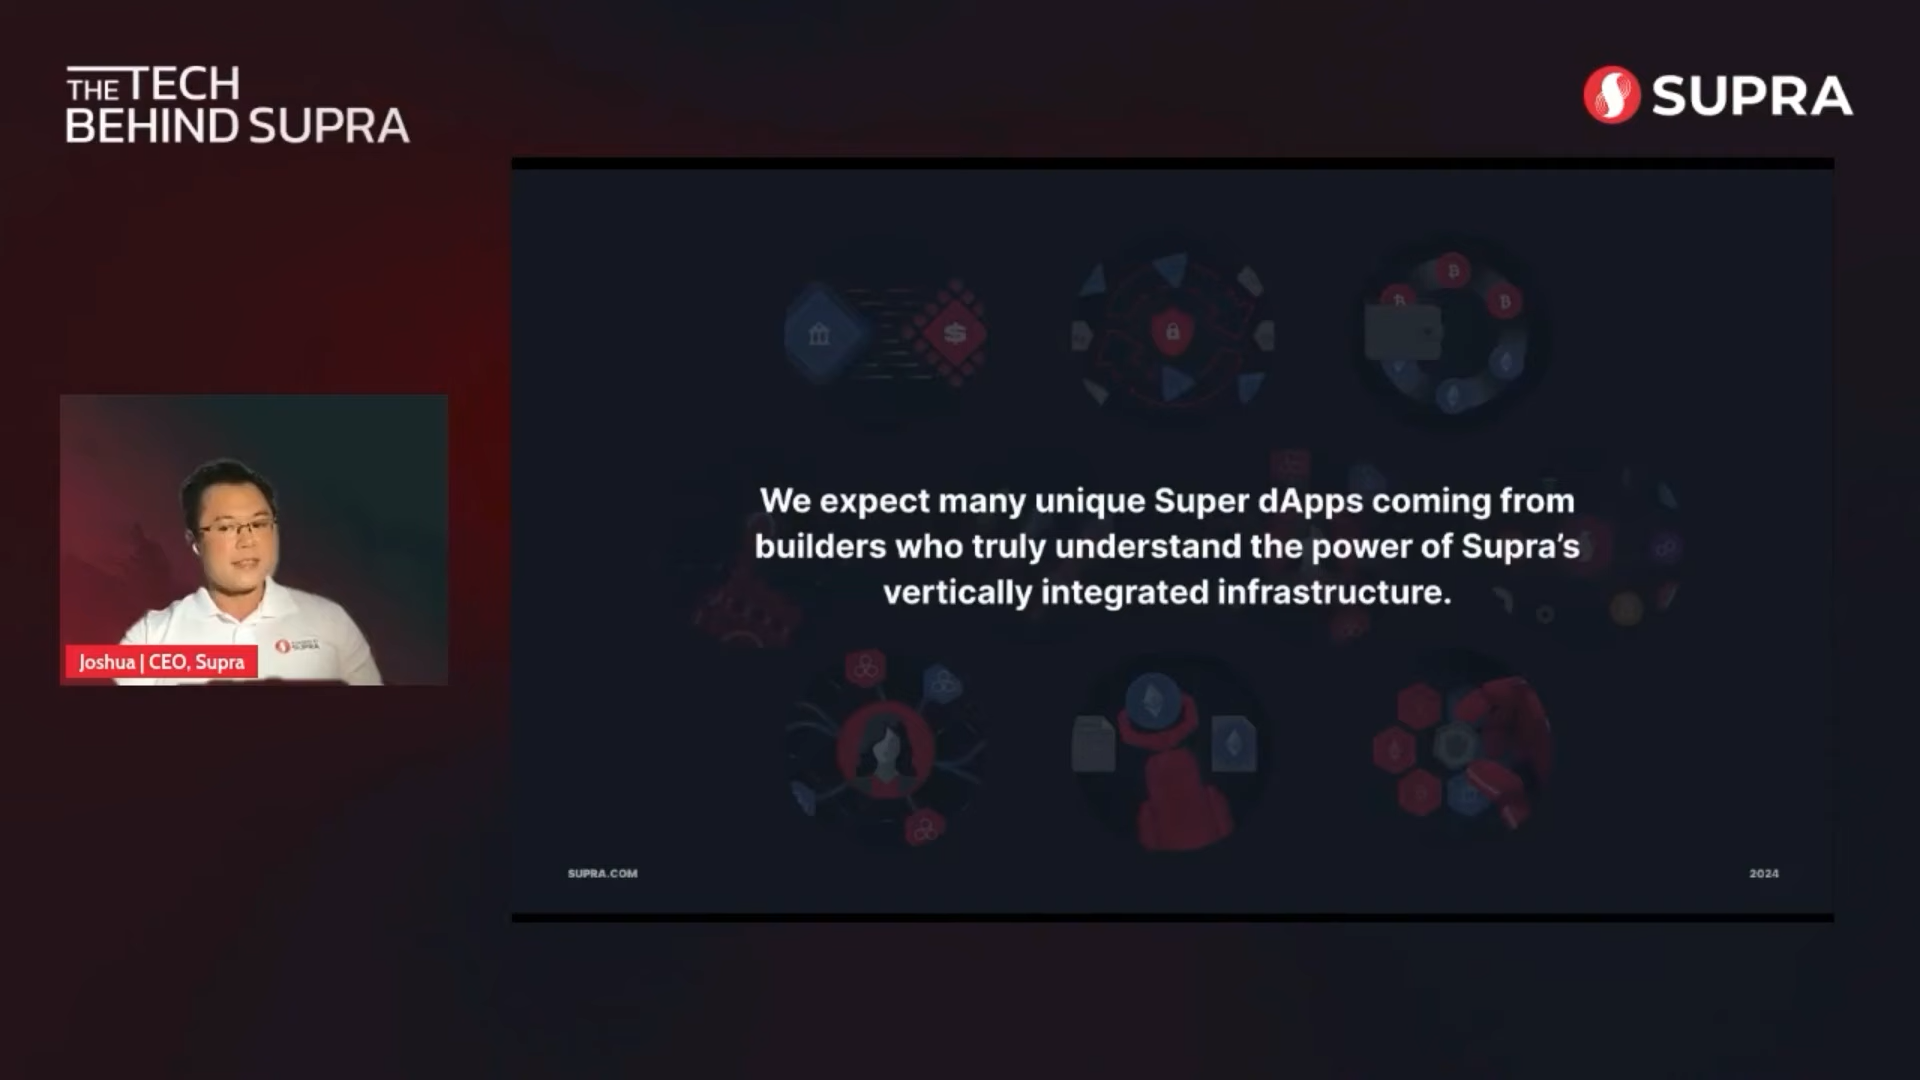 THE TECH
BEHIND SUPRA
SUPRA
We expect many unique Super dApps coming from
builders who truly understand the power of Supra’s
vertically integrated infrastructure.
Joshua | CEO, Supra
SUPRA
SUPRA.COM
2024